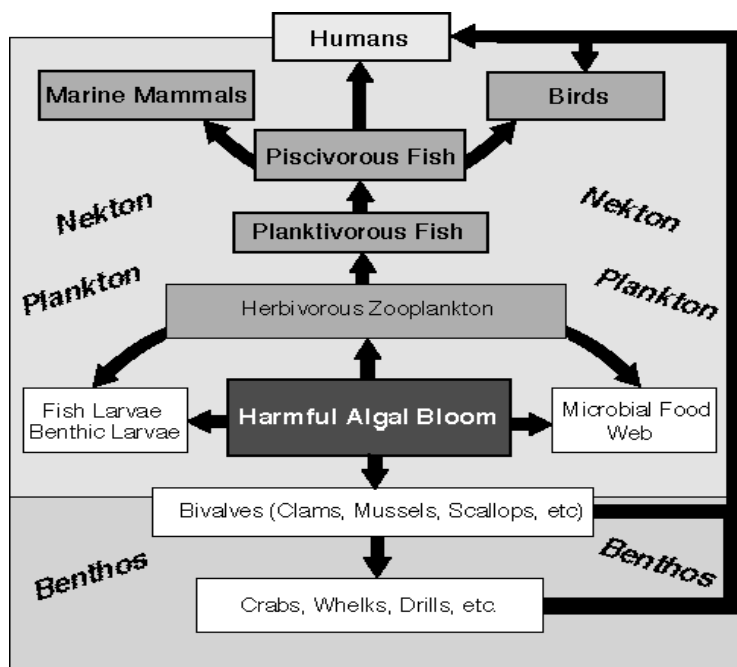 Humans
Marine Mammals
Birds
Piscivorous Fish
Nekton
Nekton
Planktivorous Fish
Plankton
Plankton
Herbivorous Zooplankton
Fish Larvae
Benthic Larvae
Harmful Algal Bloom
Microbial Food
Web
Bivalves (Clams, Mussels, Scallops, etc)
Benthos
Benthos
Crabs, Whelks, Drills, etc.